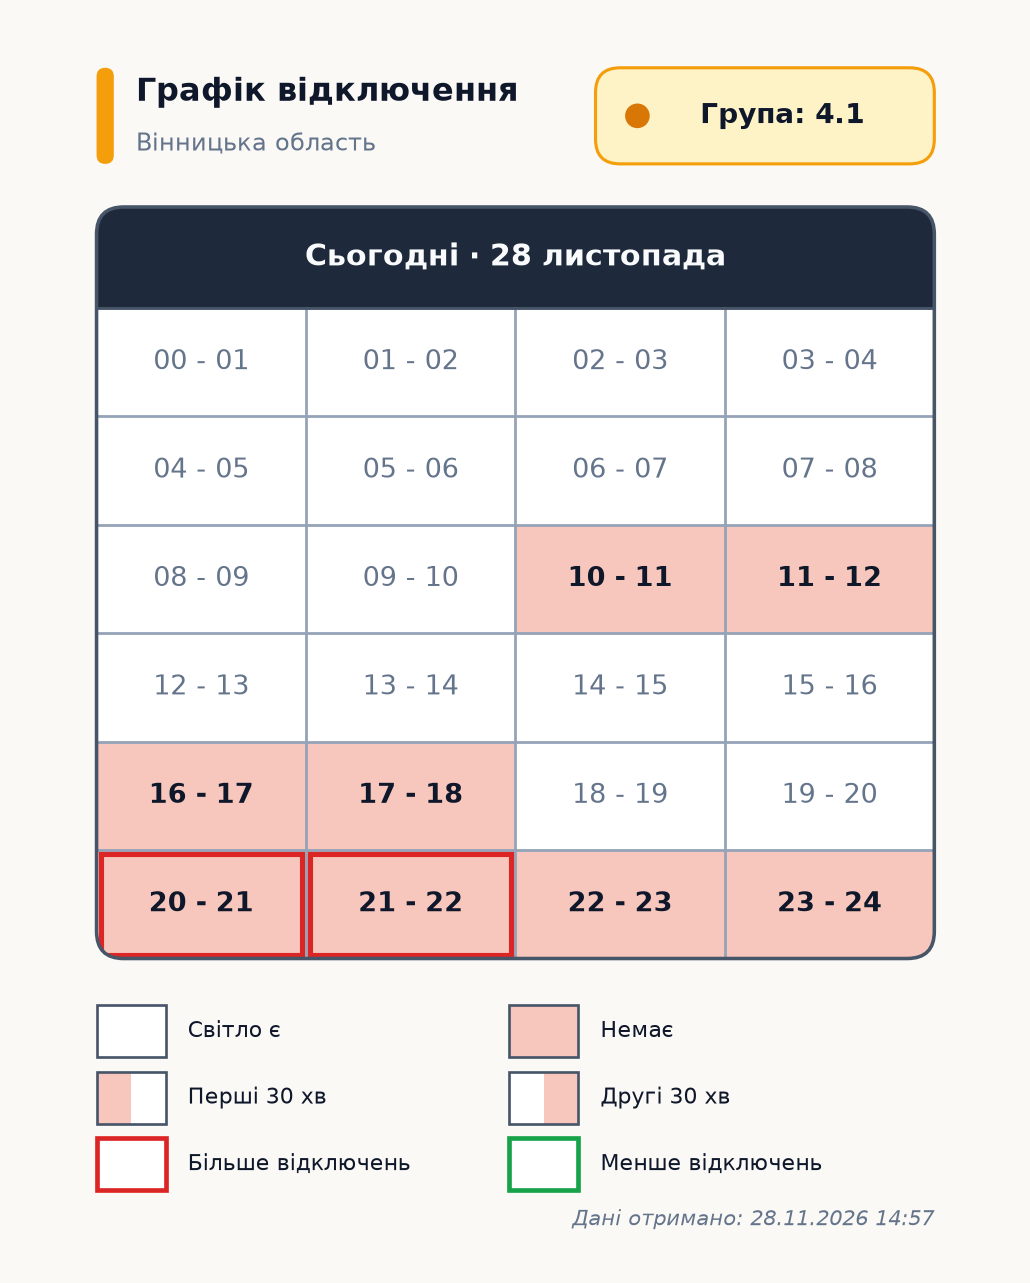 Графік відключення
Вінницька область
Група: 4.1
Сьогодні · 28 листопада
00 - 01 01 - 02 02 - 03 03 - 04
04 - 05 05 - 06 06 - 07 07 - 08
08 - 09 09 - 10 10 - 11 11 - 12
12 - 13 13 - 14 14 - 15 15 - 16
16 - 17 17 - 18 18 - 19 19 - 20
20 - 21 21 - 22 22 - 23 23 - 24
Світло є Немає
Перші 30 хв Другі 30 хв
Більше відключень Менше відключень
Дані отримано: 28.11.2026 14:57